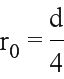 r₀ = d/4